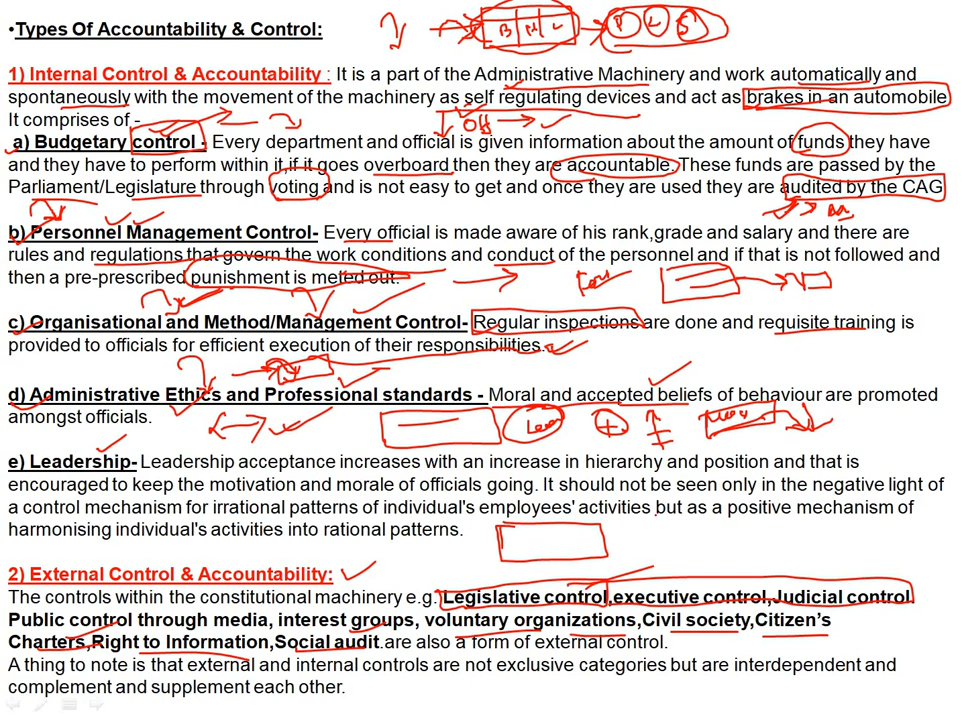 •Types Of Accountability & Control:
1) Internal Control & Accountability : It is a part of the Administrative Machinery and work automatically and
spontaneously with the movement of the machinery as self regulating devices and act as brakes in an automobile
It comprises of -
Off
a) Budgetary control - Every department and official is given information about the amount of funds they have
and they have to perform within it,if it goes overboard then they are accountable. These funds are passed by the
Parliament/Legislature through voting and is not easy to get and once they are used they are audited by the CAG
b) Personnel Management Control- Every official is made aware of his rank,grade and salary and there are
rules and regulations that govern the work conditions and conduct of the personnel and if that is not followed and
then a pre-prescribed punishment is meted out.
c) Organisational and Method/Management Control- Regular inspections are done and requisite training is
provided to officials for efficient execution of their responsibilities.
d) Administrative Ethics and Professional standards - Moral and accepted beliefs of behaviour are promoted
amongst officials.
e) Leadership- Leadership acceptance increases with an increase in hierarchy and position and that is
encouraged to keep the motivation and morale of officials going. It should not be seen only in the negative light of
a control mechanism for irrational patterns of individual's employees' activities but as a positive mechanism of
harmonising individual's activities into rational patterns.
2) External Control & Accountability:
The controls within the constitutional machinery e.g. Legislative control,executive control,Judicial control.
Public control through media, interest groups, voluntary organizations,Civil society,Citizen's
Charters,Right to Information,Social audit.are also a form of external control.
A thing to note is that external and internal controls are not exclusive categories but are interdependent and
complement and supplement each other.